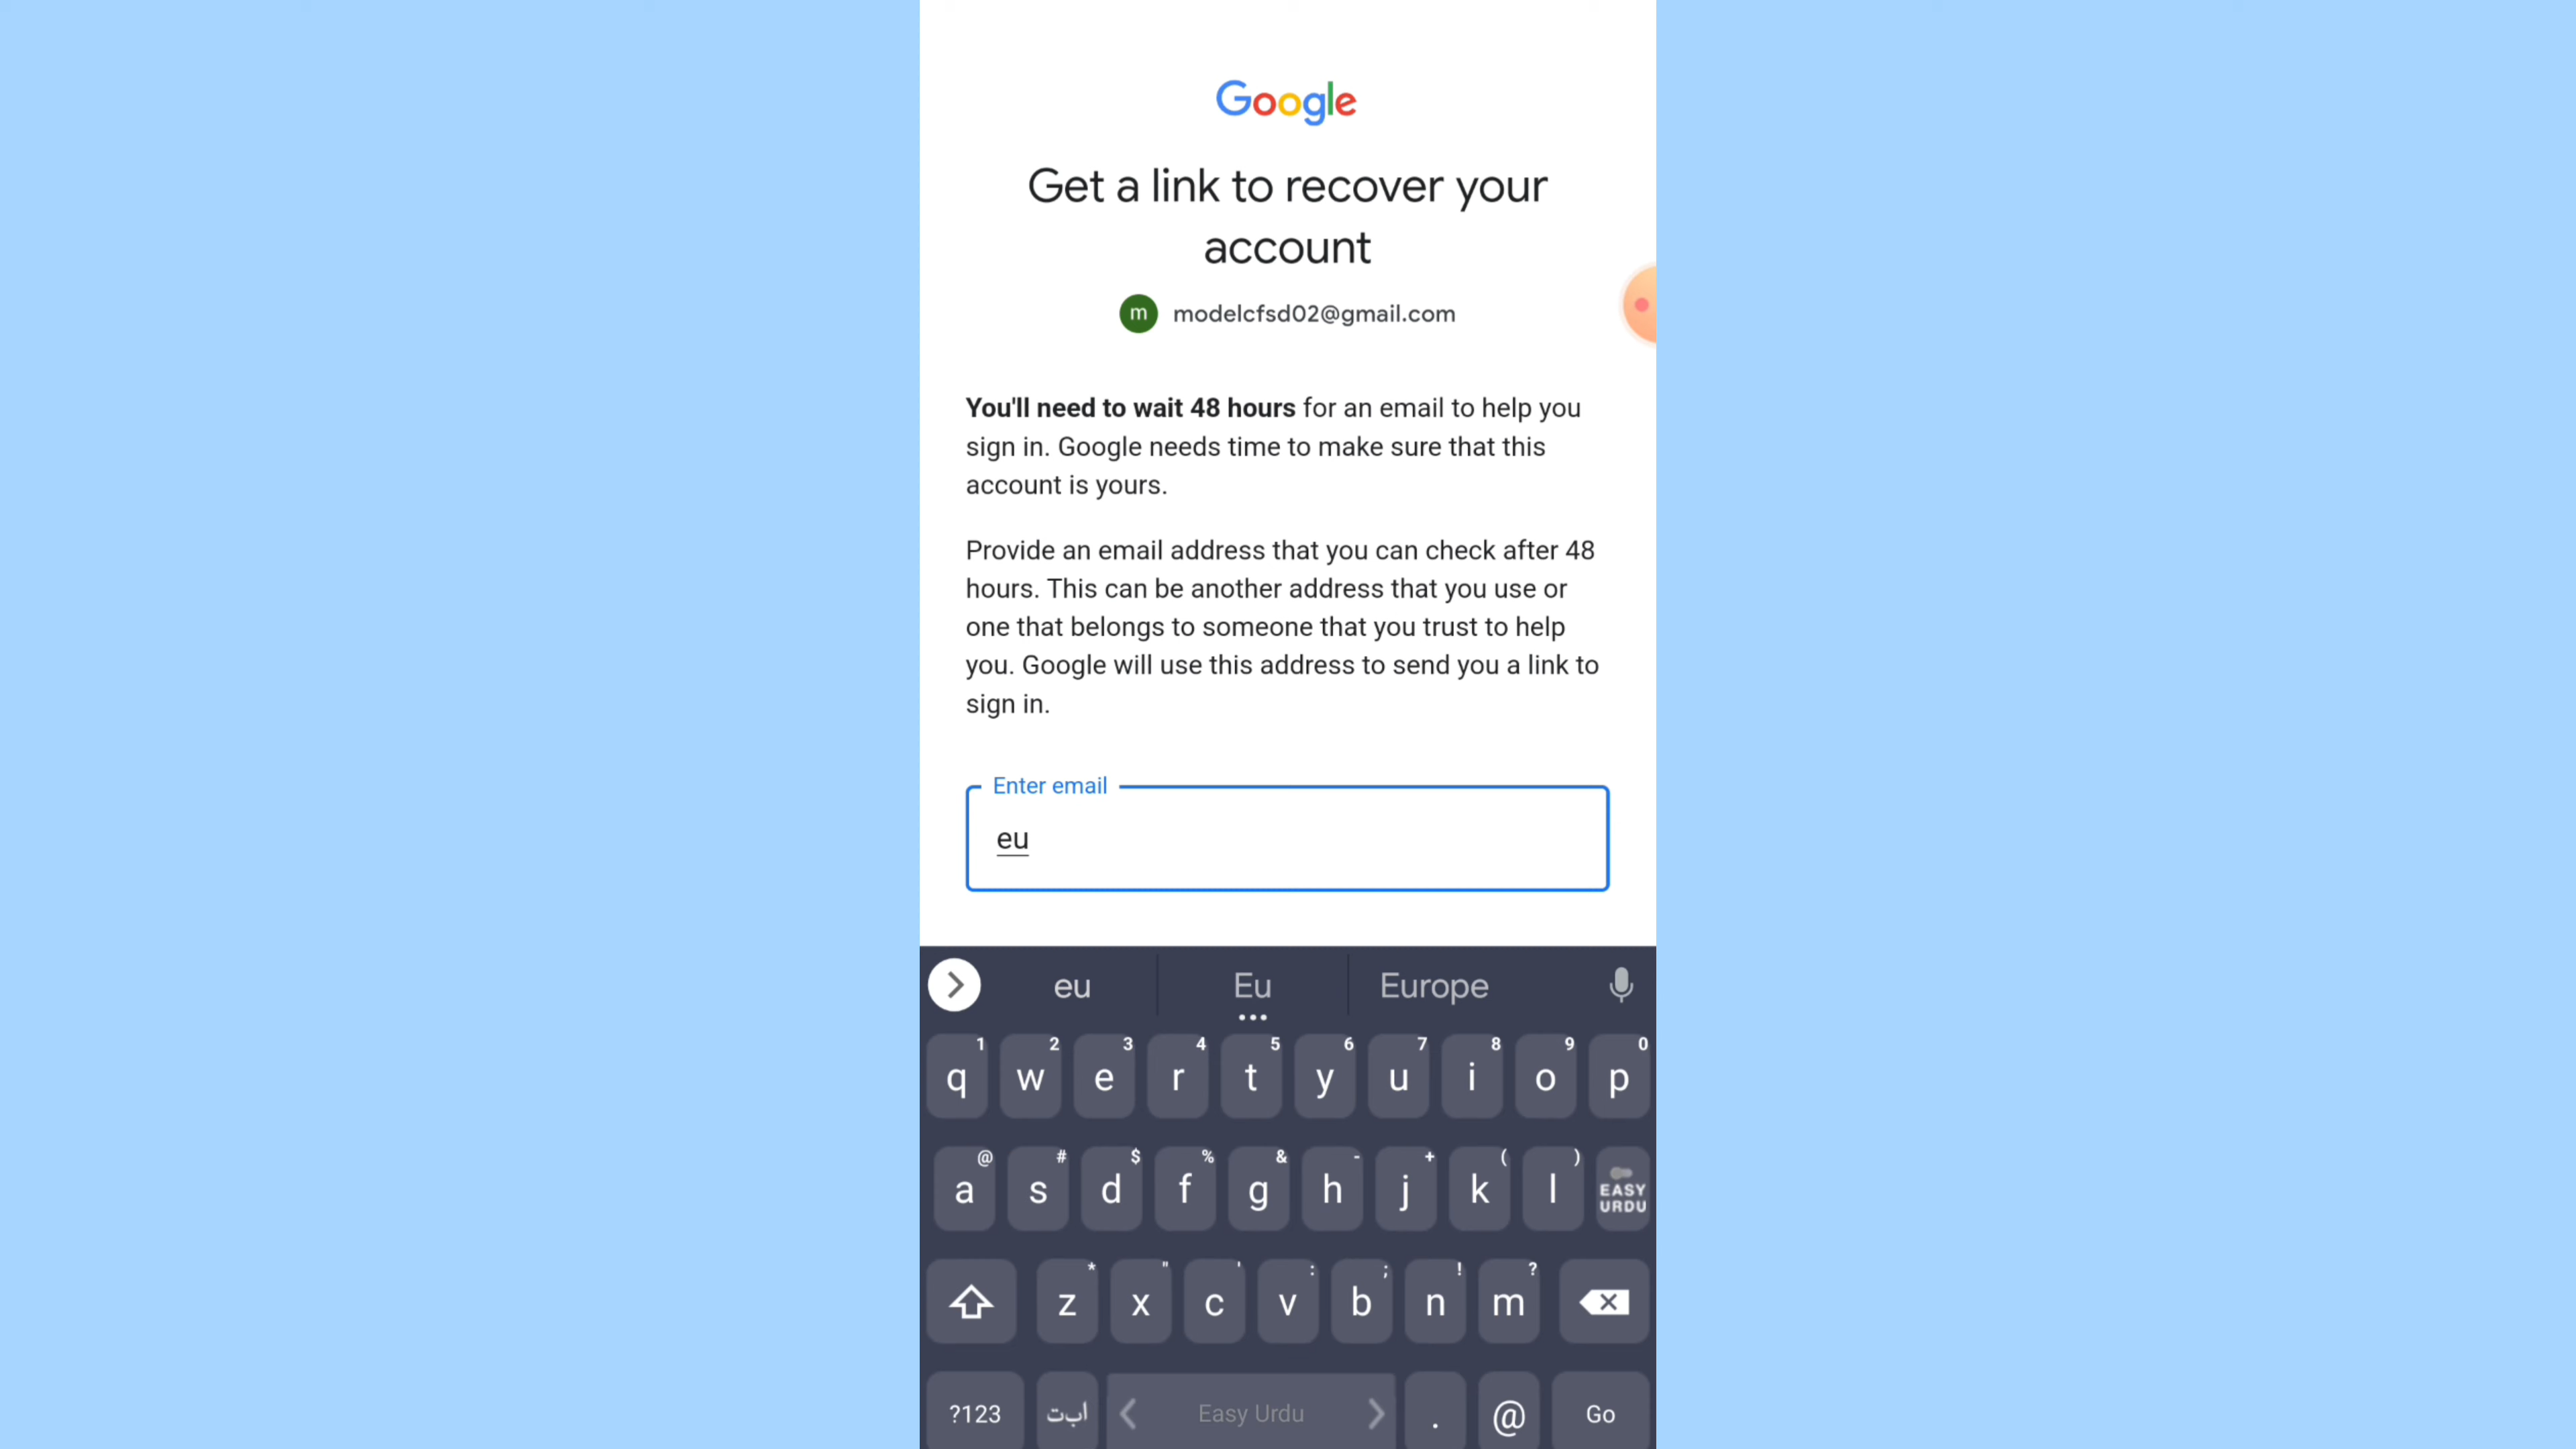 Google
Get a link to recover your
account
m modelcfsd02@gmail.com
You'll need to wait 48 hours for an email to help you
sign in. Google needs time to make sure that this
account is yours.
Provide an email address that you can check after 48
hours. This can be another address that you use or
one that belongs to someone that you trust to help
you. Google will use this address to send you a link to
sign in.
Enter email
eu
eu Eu Europe
1 2 3 4 5 6 7 8 9 0
q w e r t y u i o p
@ # $ % & - + ( )
a s d f g h j k l EASY
URDU
* " ' : ; ! ?
z x c v b n m
?123 ابت Easy Urdu . @ Go